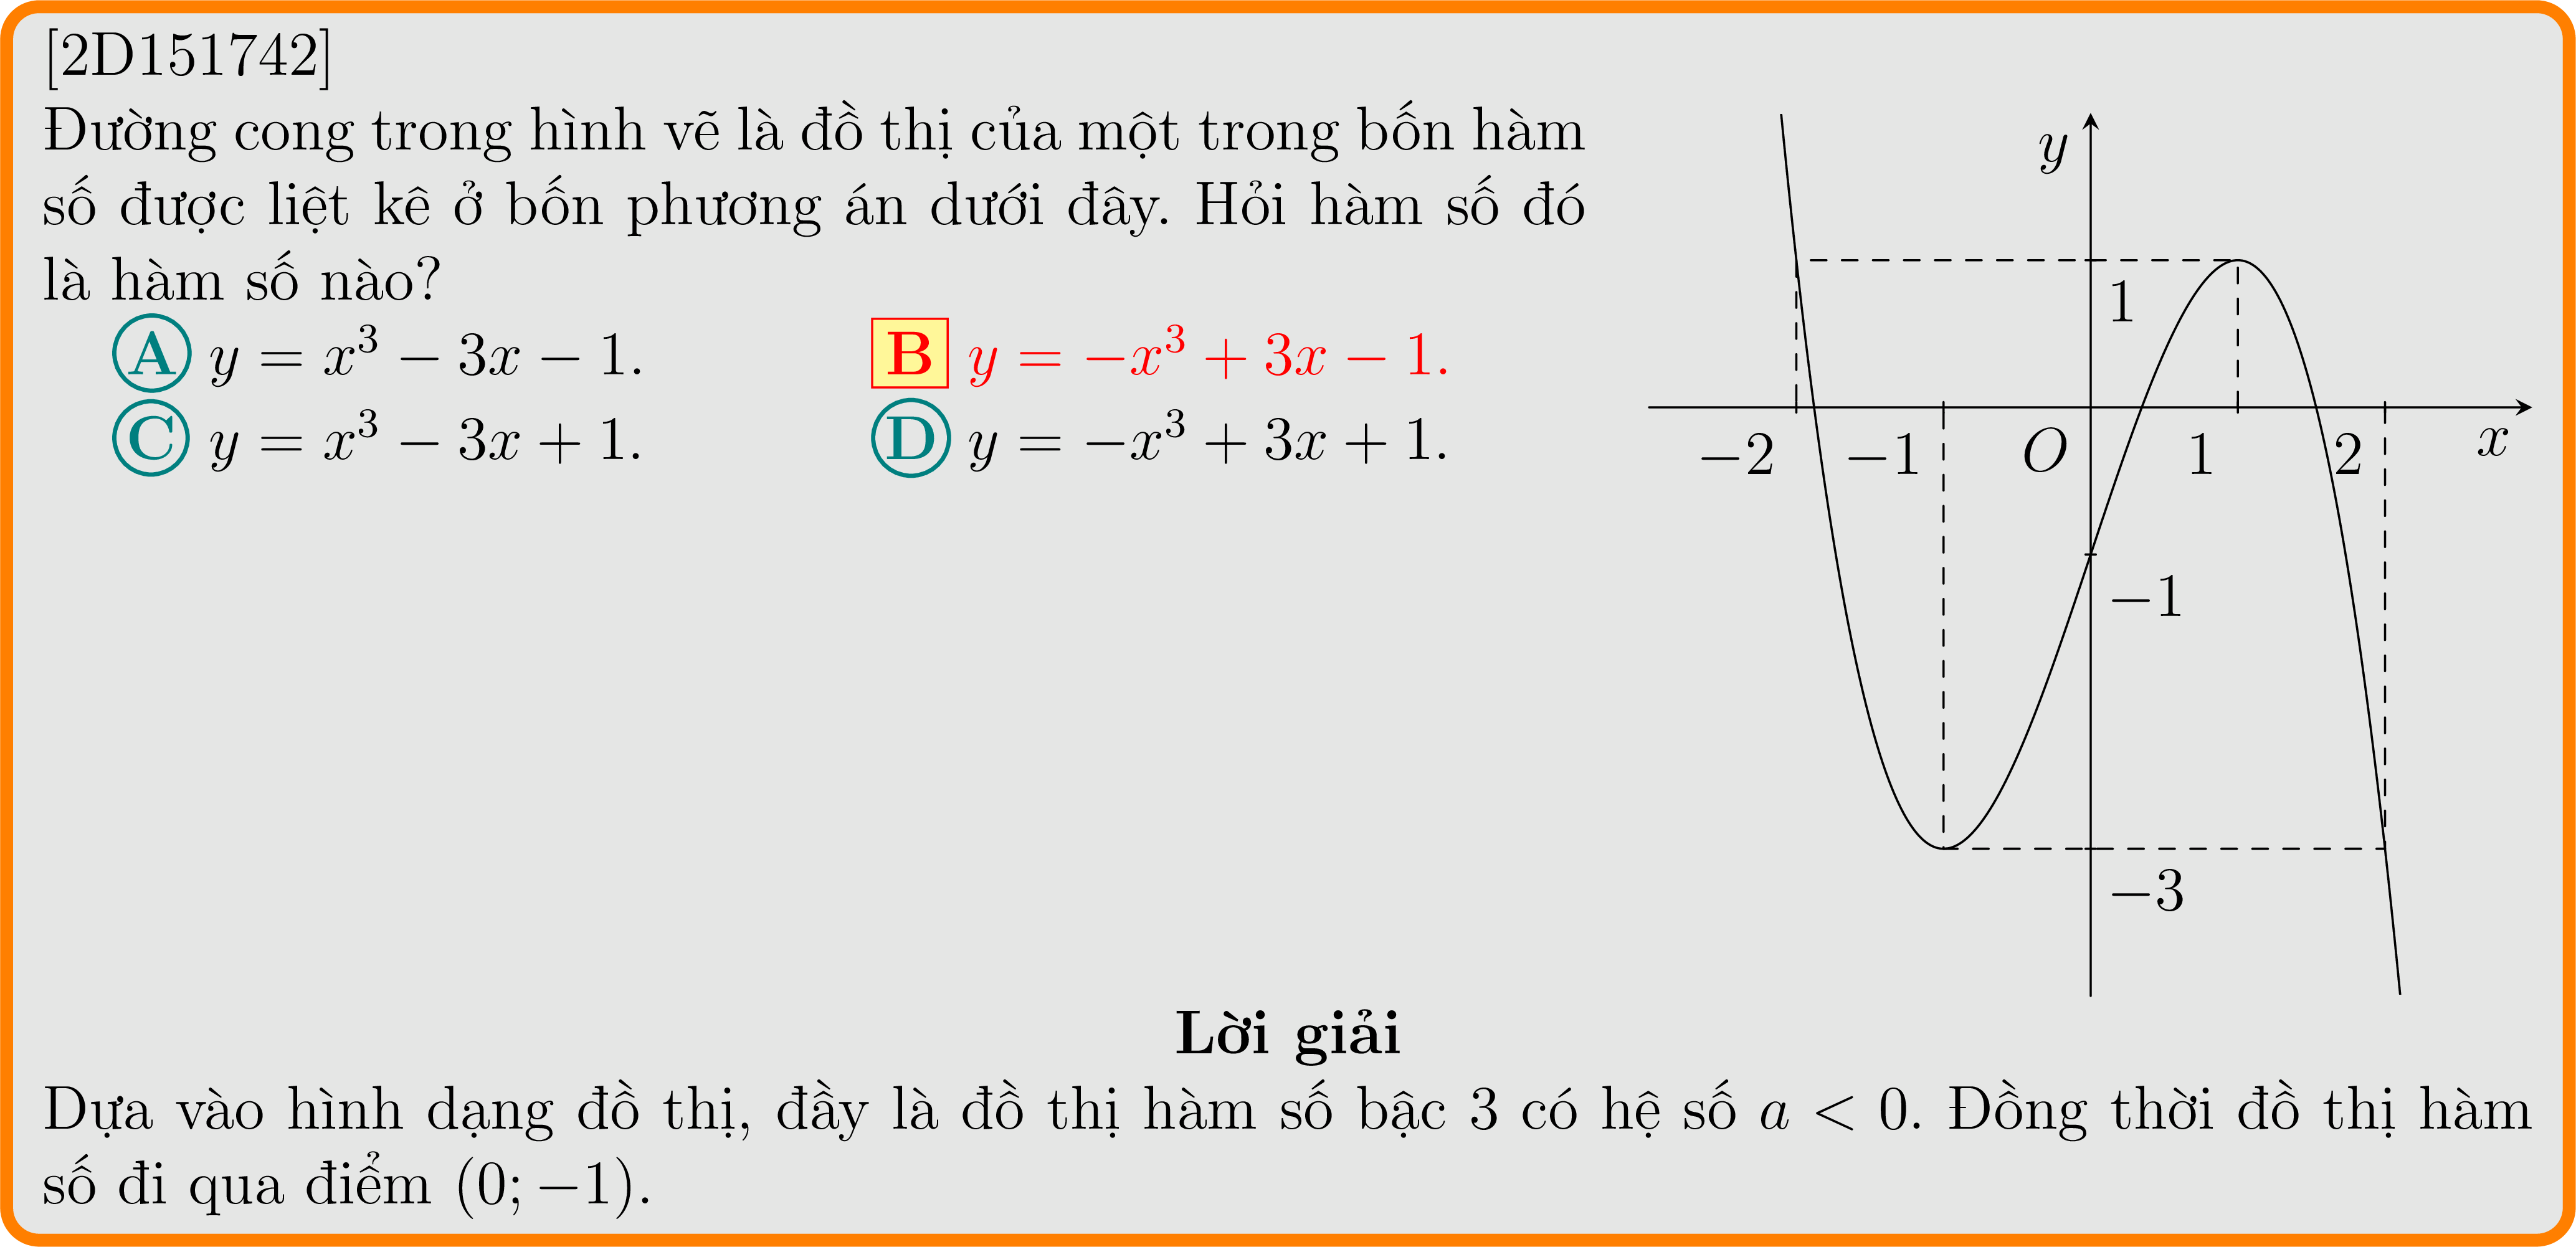 [2D151742]
Đường cong trong hình vẽ là đồ thị của một trong bốn hàm
số được liệt kê ở bốn phương án dưới đây. Hỏi hàm số đó
là hàm số nào?
A y = x³ − 3x − 1. B y = −x³ + 3x − 1.
C y = x³ − 3x + 1. D y = −x³ + 3x + 1.
y
1
−2 −1 O 1 2 x
−1
−3
Lời giải
Dựa vào hình dạng đồ thị, đầy là đồ thị hàm số bậc 3 có hệ số a < 0. Đồng thời đồ thị hàm
số đi qua điểm (0; −1).